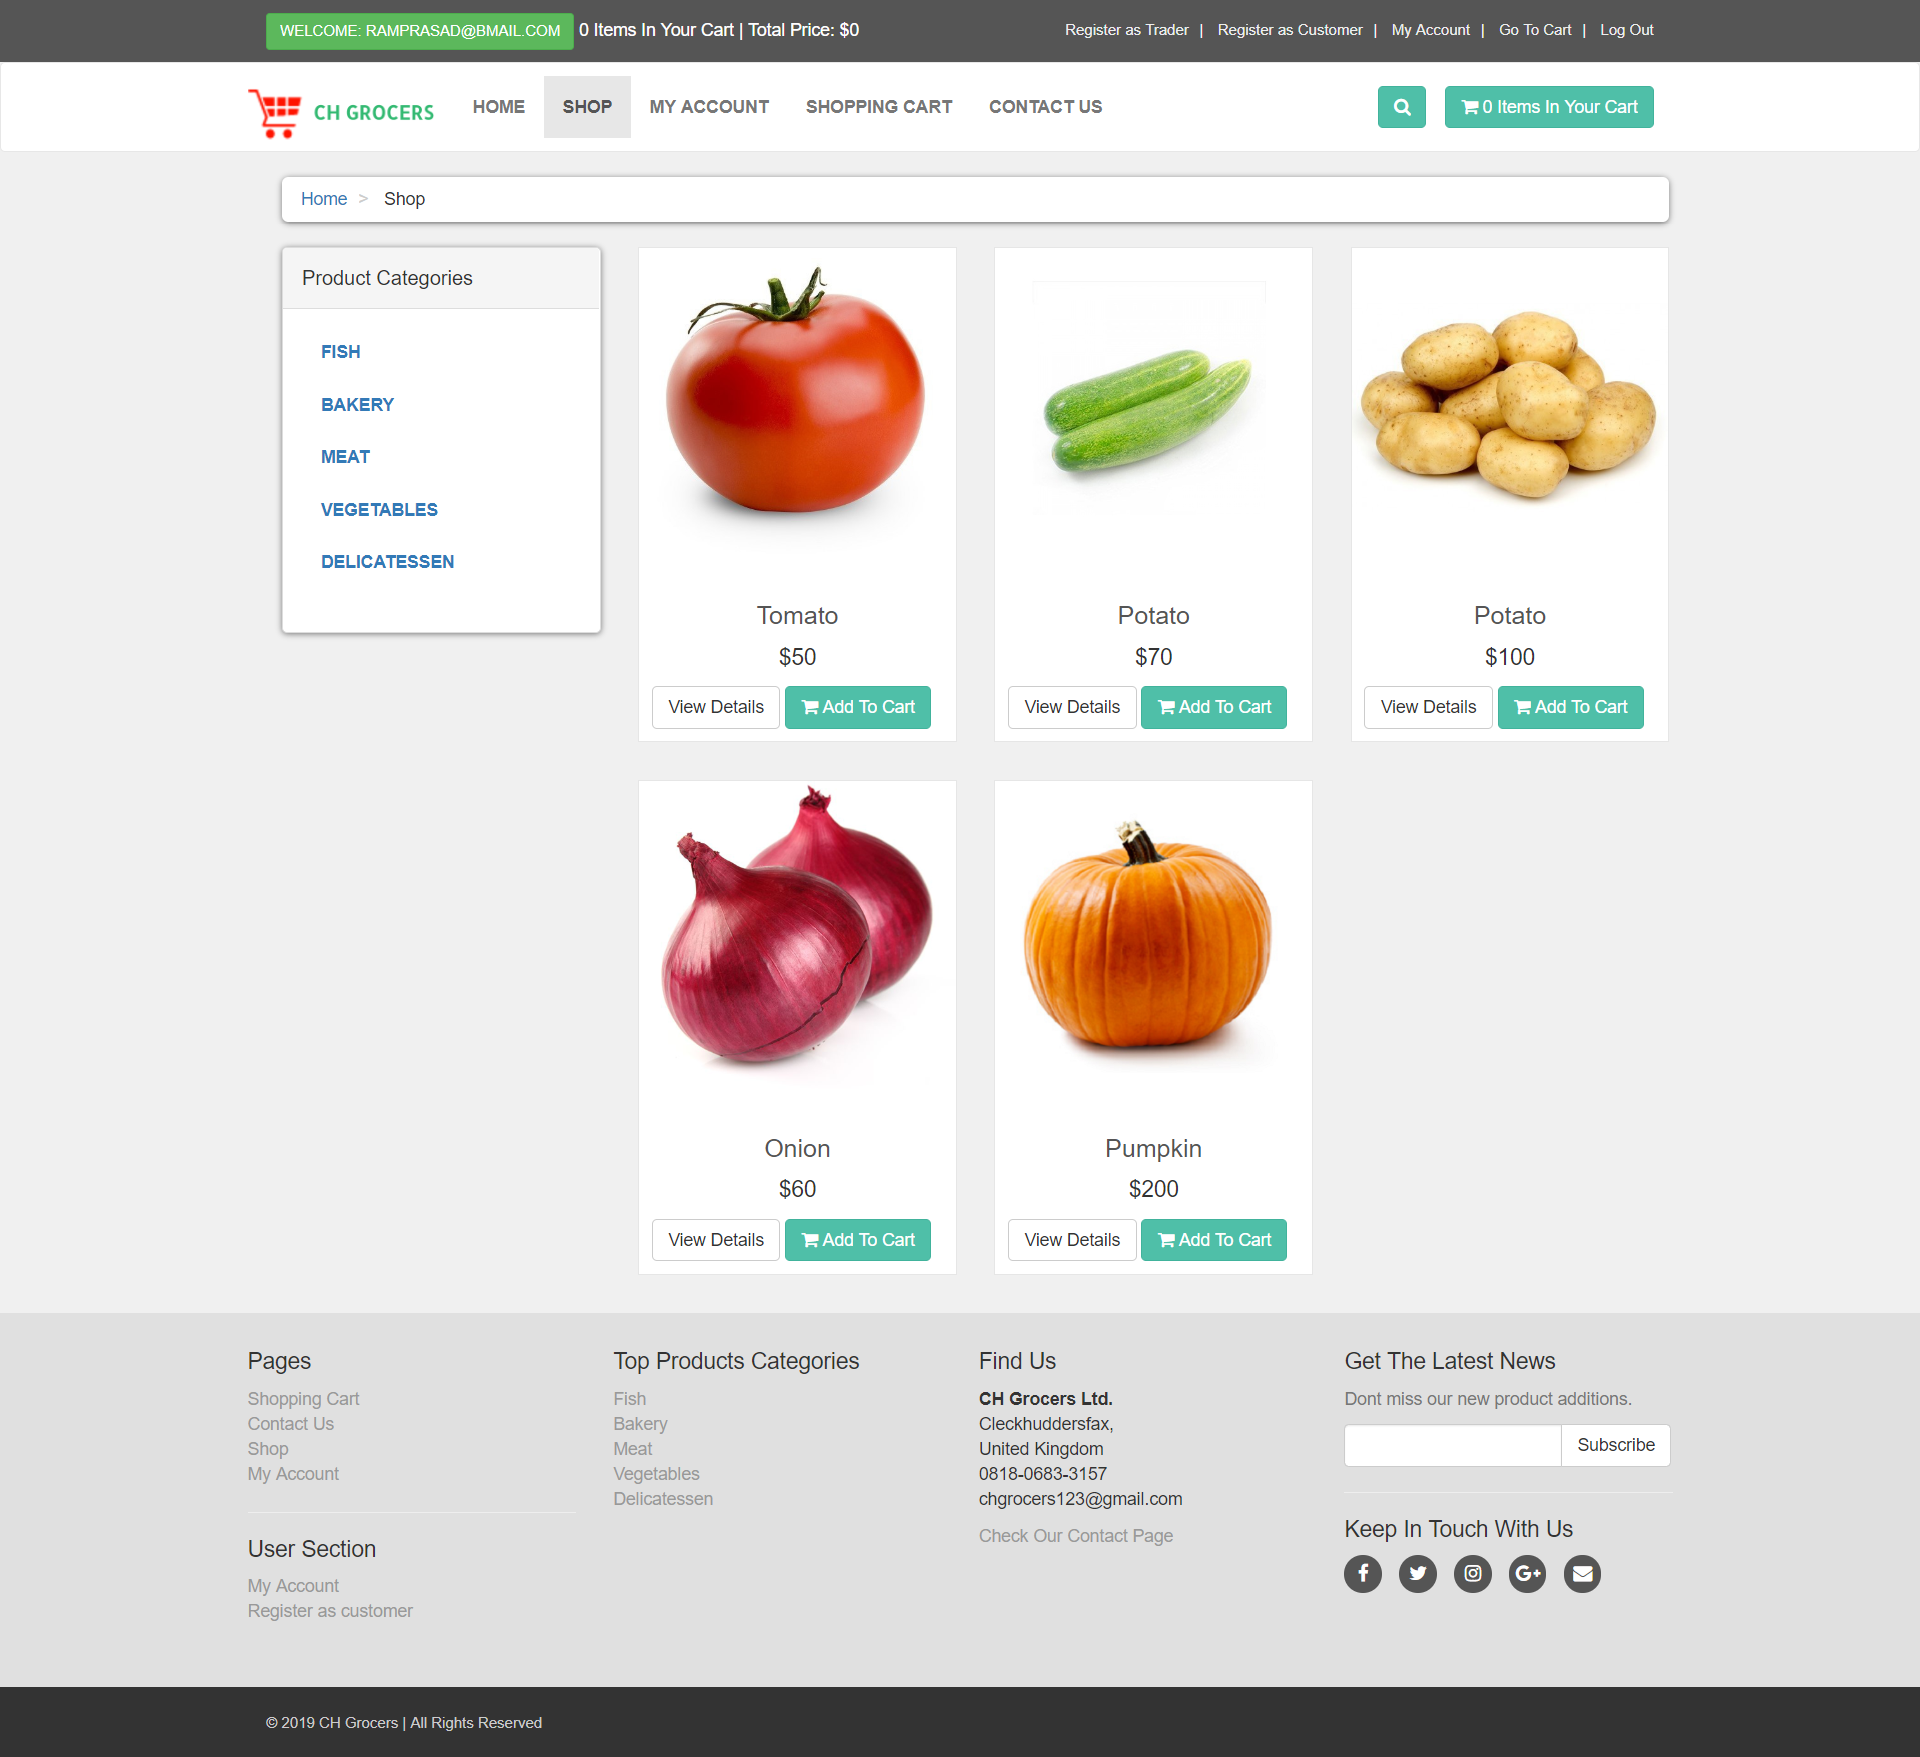 WELCOME: RAMPRASAD@BMAIL.COM 0 Items In Your Cart | Total Price: $0 Register as Trader | Register as Customer | My Account | Go To Cart | Log Out
CH GROCERS HOME SHOP MY ACCOUNT SHOPPING CART CONTACT US 0 Items In Your Cart
Home > Shop
Product Categories
FISH
BAKERY
MEAT
VEGETABLES
DELICATESSEN
Tomato
$50
View Details Add To Cart
Potato
$70
View Details Add To Cart
Potato
$100
View Details Add To Cart
Onion
$60
View Details Add To Cart
Pumpkin
$200
View Details Add To Cart
Pages
Shopping Cart
Contact Us
Shop
My Account
User Section
My Account
Register as customer
Top Products Categories
Fish
Bakery
Meat
Vegetables
Delicatessen
Find Us
CH Grocers Ltd.
Cleckhuddersfax,
United Kingdom
0818-0683-3157
chgrocers123@gmail.com
Check Our Contact Page
Get The Latest News
Dont miss our new product additions.
Subscribe
Keep In Touch With Us
© 2019 CH Grocers | All Rights Reserved